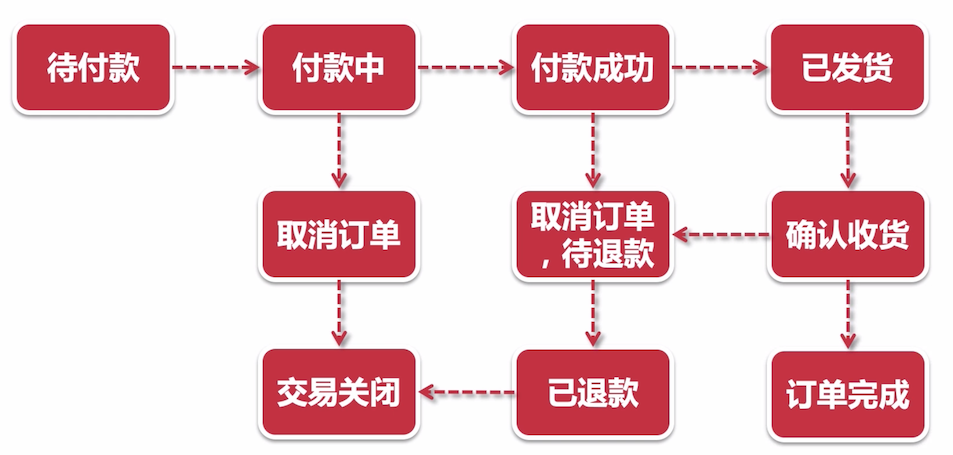 待付款
付款中
付款成功
已发货
取消订单
取消订单
，待退款
确认收货
交易关闭
已退款
订单完成